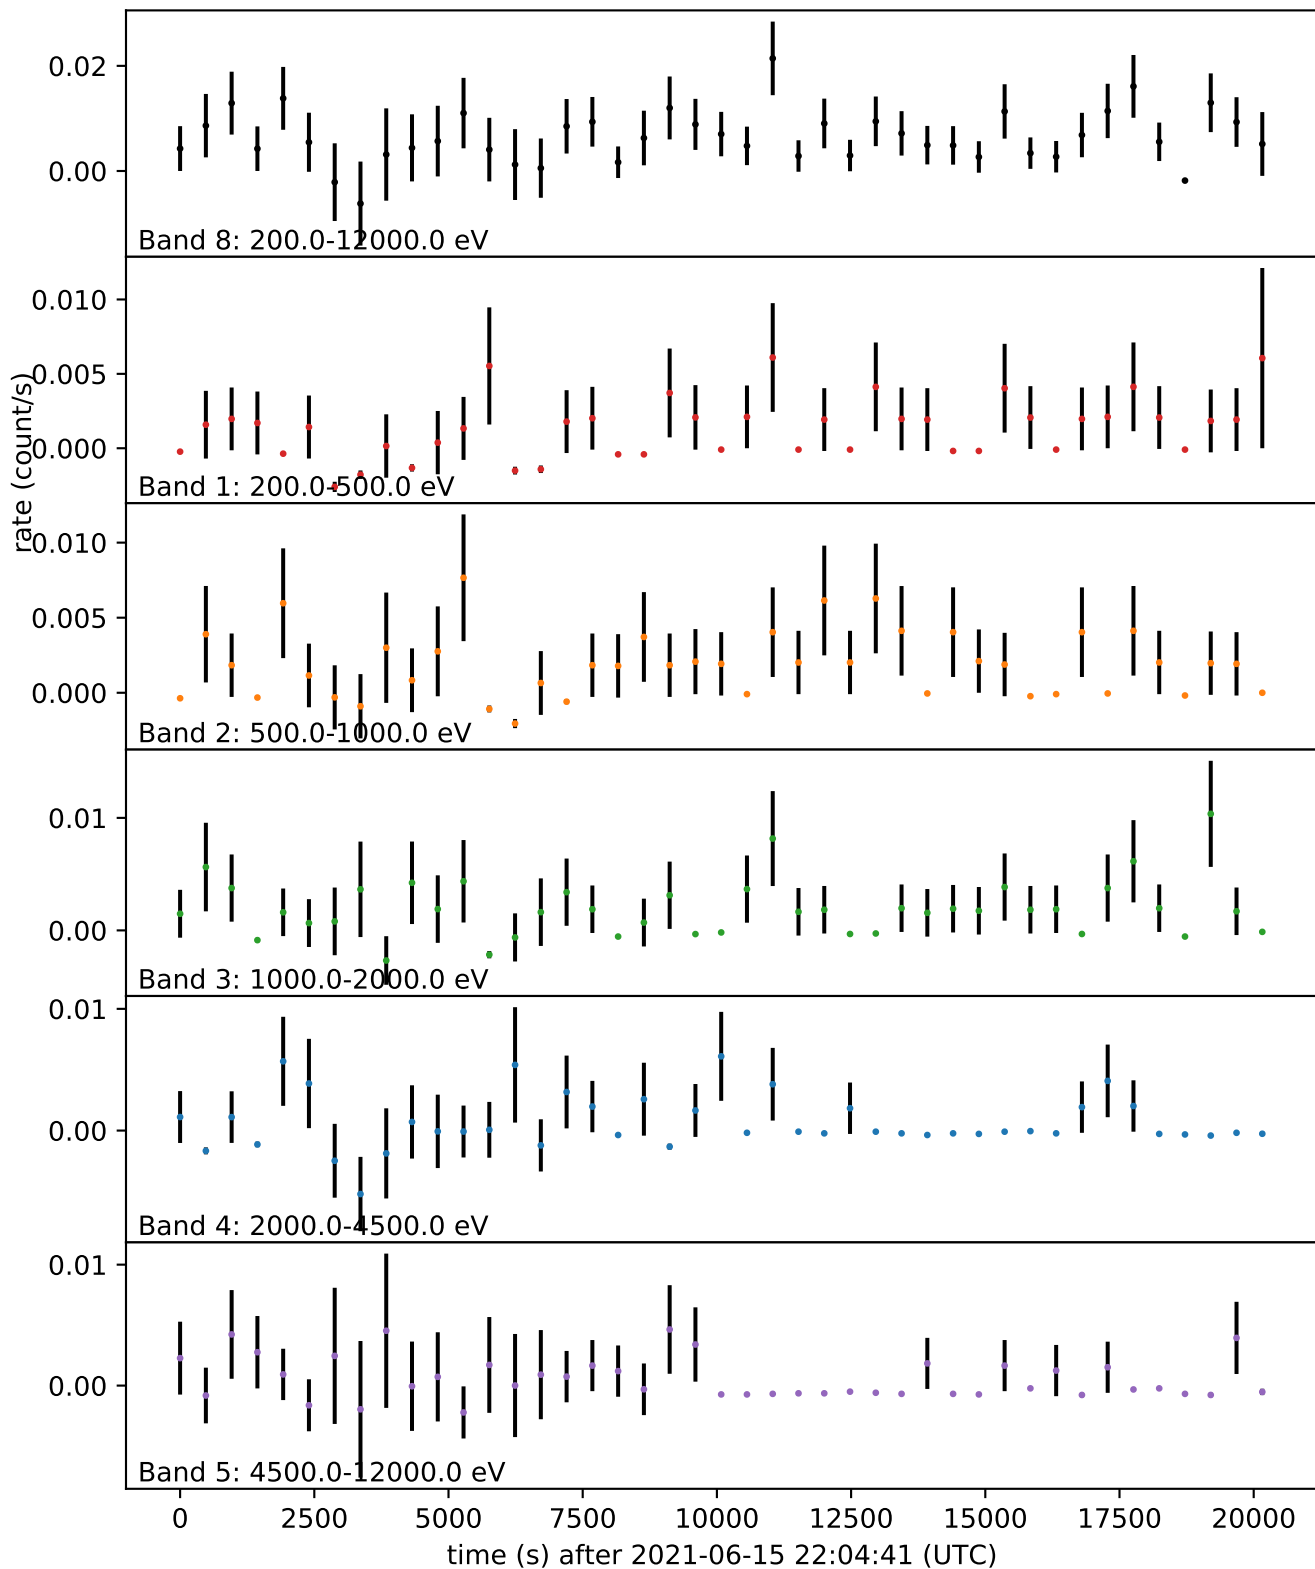 0.02
0.00
Band 8: 200.0-12000.0 eV
0.010
0.005
0.000
Band 1: 200.0-500.0 eV
rate (count/s)
0.010
0.005
0.000
Band 2: 500.0-1000.0 eV
0.01
0.00
Band 3: 1000.0-2000.0 eV
0.01
0.00
Band 4: 2000.0-4500.0 eV
0.01
0.00
Band 5: 4500.0-12000.0 eV
0 2500 5000 7500 10000 12500 15000 17500 20000
time (s) after 2021-06-15 22:04:41 (UTC)